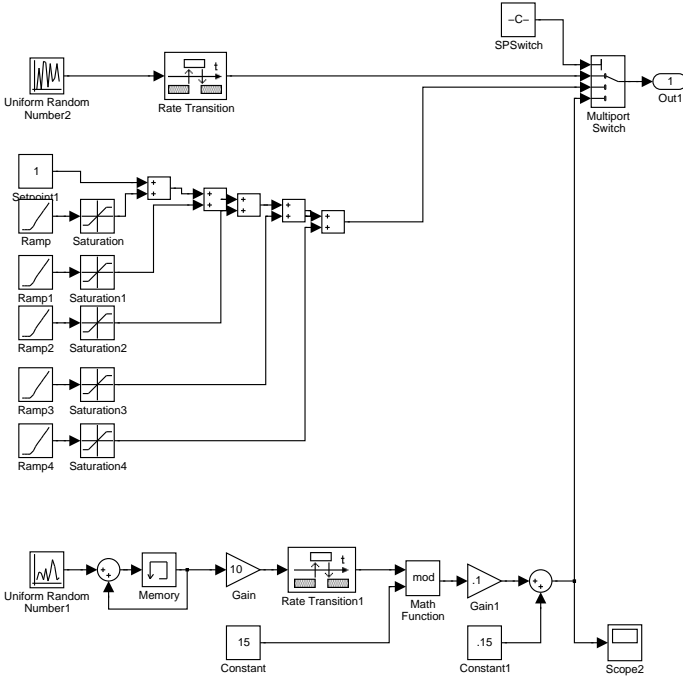 -C-
SPSwitch
t
Uniform Random
Number2
Rate Transition
Multiport
Switch
1
Out1
1
Setpoint1
+
+
+
+
+
+
+
+
+
+
Ramp
Saturation
Ramp1
Saturation1
Ramp2
Saturation2
Ramp3
Saturation3
Ramp4
Saturation4
Uniform Random
Number1
+
+
Memory
10
Gain
t
Rate Transition1
mod
Math
Function
.1
Gain1
+
+
15
Constant
.15
Constant1
Scope2